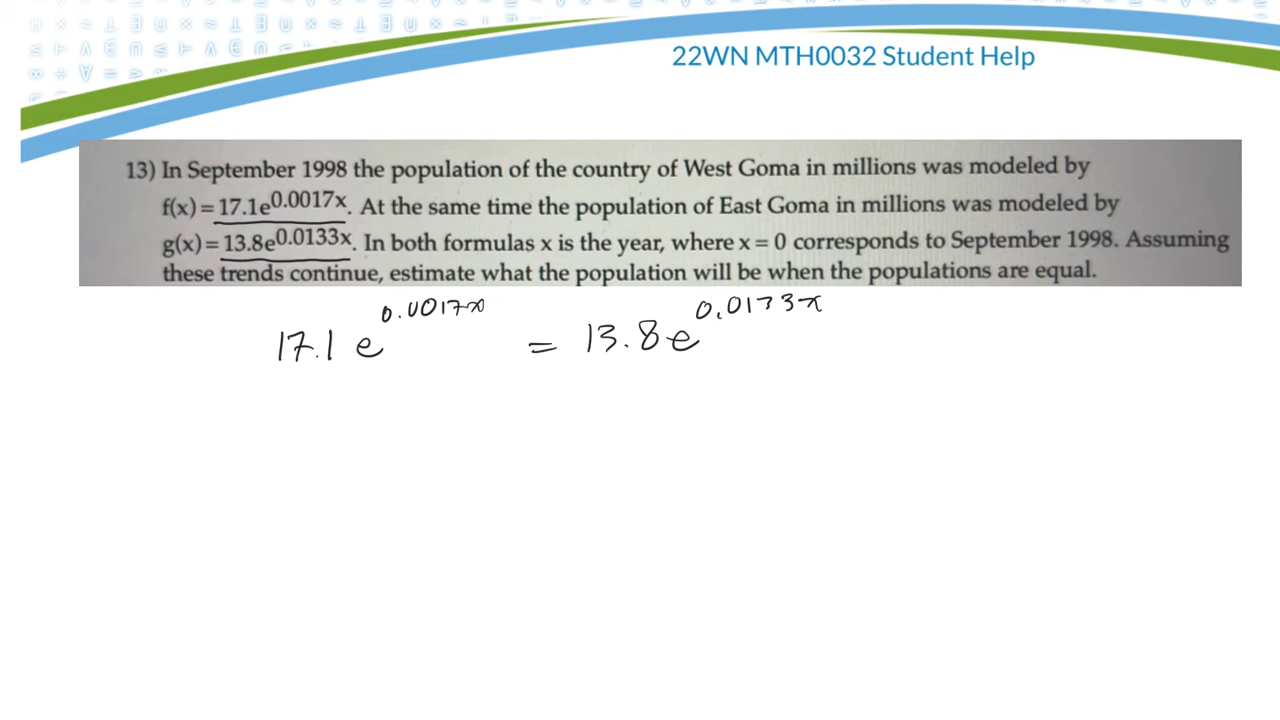 22WN MTH0032 Student Help
13) In September 1998 the population of the country of West Goma in millions was modeled by
f(x) = 17.1e^0.0017x. At the same time the population of East Goma in millions was modeled by
g(x) = 13.8e^0.0133x. In both formulas x is the year, where x = 0 corresponds to September 1998. Assuming
these trends continue, estimate what the population will be when the populations are equal.
17.1 e^0.0017x = 13.8e^0.0133x